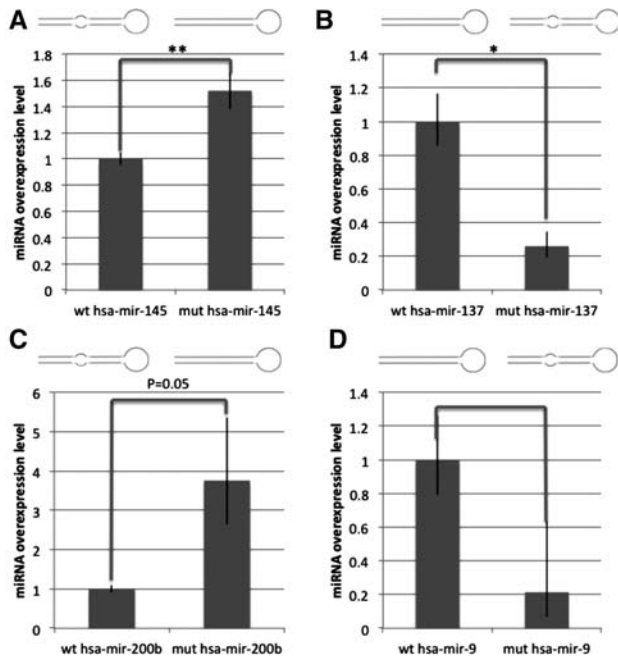 A
B
**
*
miRNA overexpression level
1.8
1.6
1.4
1.2
1
0.8
0.6
0.4
0.2
0
wt hsa-mir-145 mut hsa-mir-145
miRNA overexpression level
1.4
1.2
1
0.8
0.6
0.4
0.2
0
wt hsa-mir-137 mut hsa-mir-137
C
D
P=0.05
miRNA overexpression level
6
5
4
3
2
1
0
wt hsa-mir-200b mut hsa-mir-200b
miRNA overexpression level
1.4
1.2
1
0.8
0.6
0.4
0.2
0
wt hsa-mir-9 mut hsa-mir-9